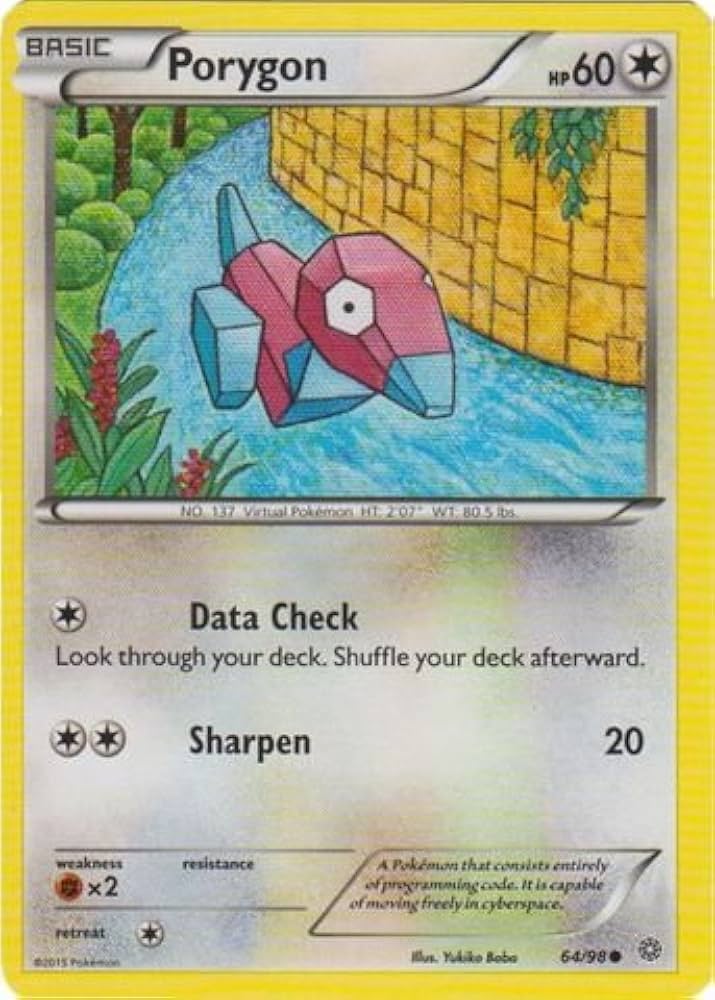 BASIC
Porygon
HP60
NO. 137 Virtual Pokémon HT: 2'07" WT: 80.5 lbs.
Data Check
Look through your deck. Shuffle your deck afterward.
Sharpen 20
weakness resistance
×2
A Pokémon that consists entirely
of programming code. It is capable
of moving freely in cyberspace.
retreat
©2015 Pokémon
Illus. Yukiko Baba
64/98